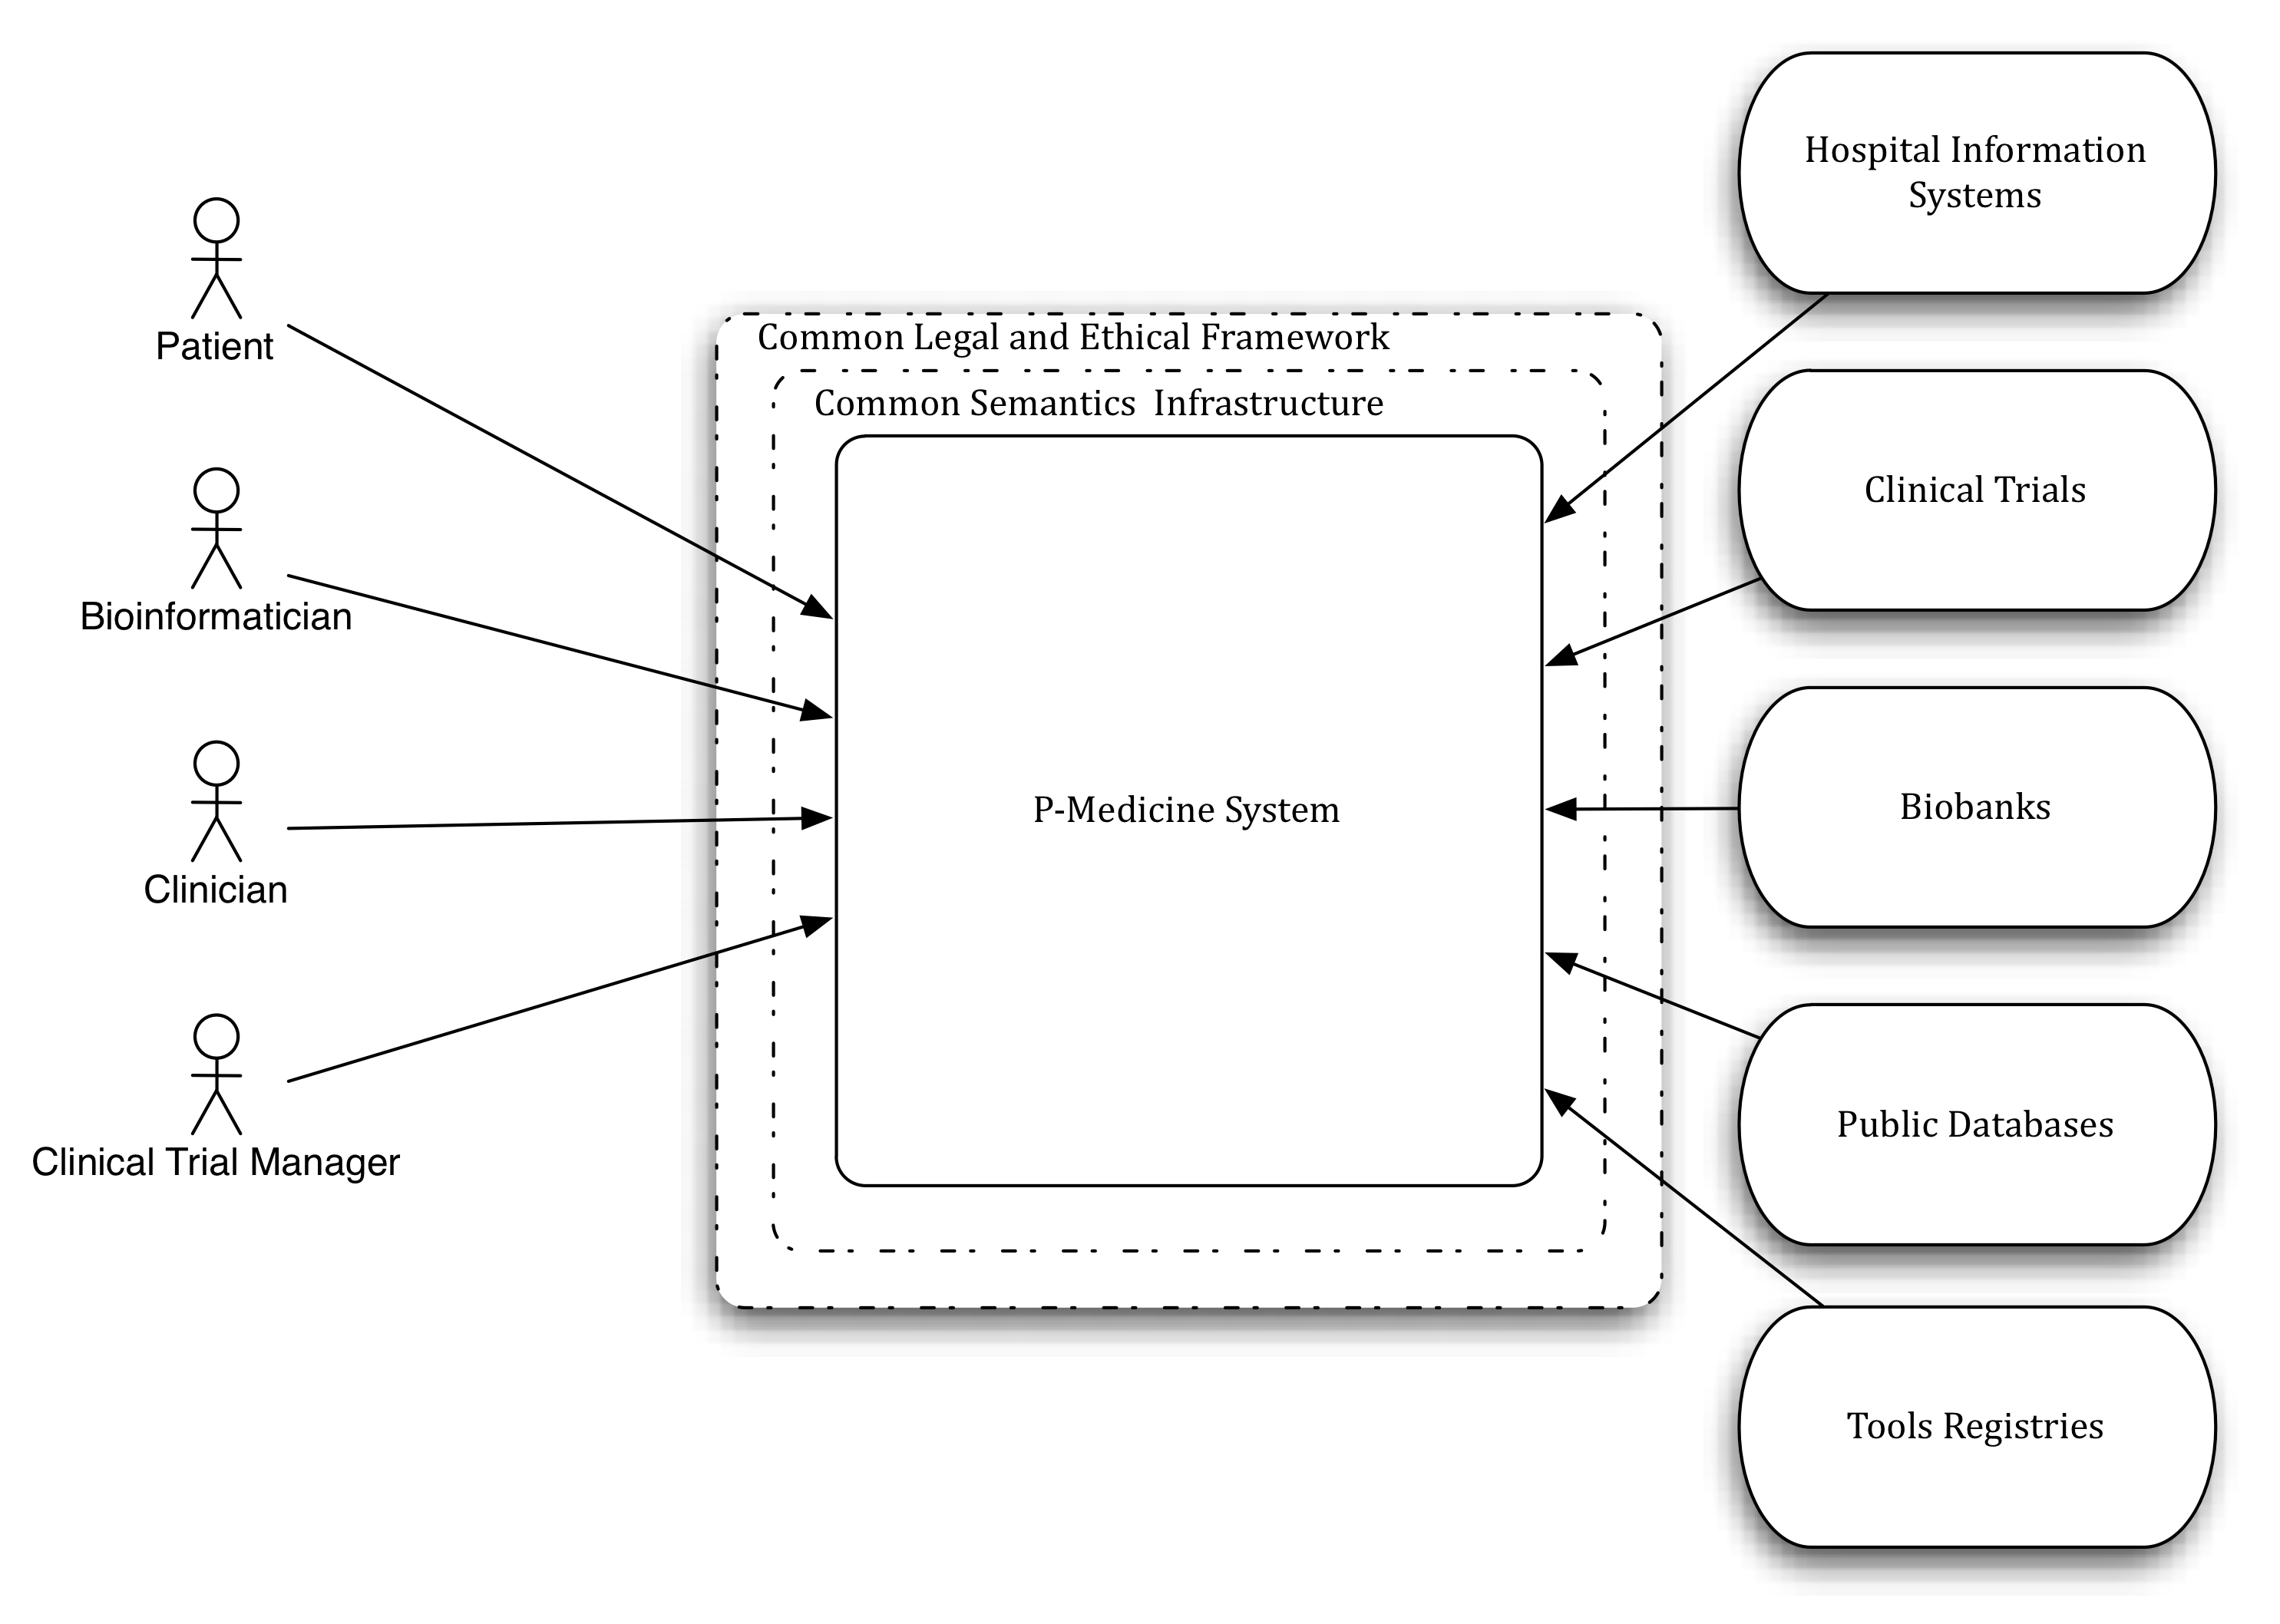 Patient
Bioinformatician
Clinician
Clinical Trial Manager
Common Legal and Ethical Framework
Common Semantics  Infrastructure
P-Medicine System
Hospital Information
Systems
Clinical Trials
Biobanks
Public Databases
Tools Registries